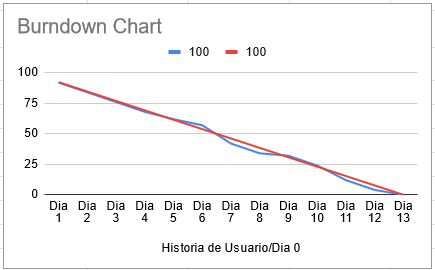 Burndown Chart
100 100
100
75
50
25
0
Dia 1 Dia 2 Dia 3 Dia 4 Dia 5 Dia 6 Dia 7 Dia 8 Dia 9 Dia 10 Dia 11 Dia 12 Dia 13
Historia de Usuario/Dia 0